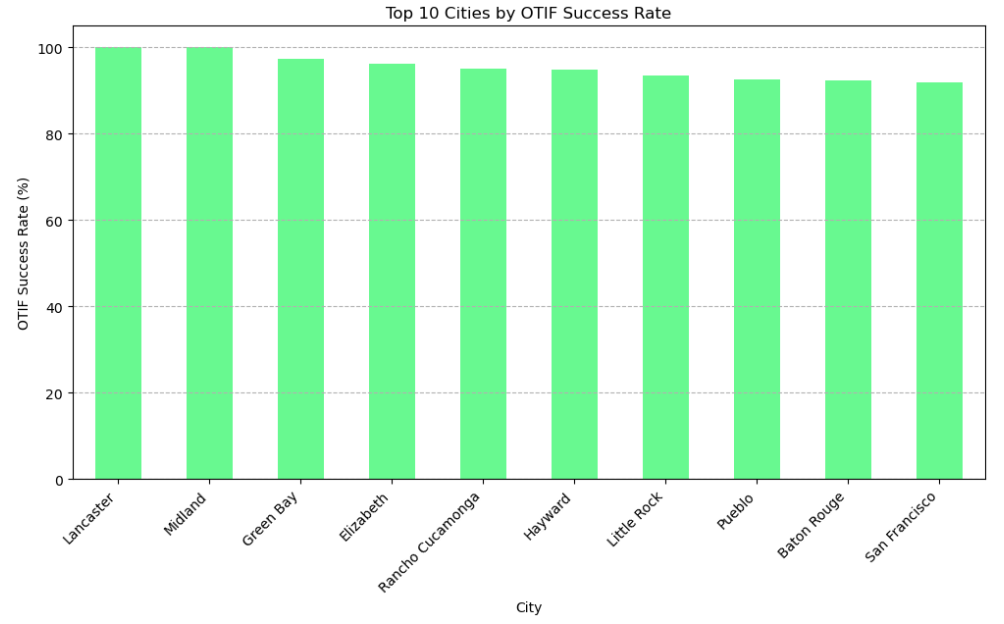 Top 10 Cities by OTIF Success Rate
OTIF Success Rate (%)
100
80
60
40
20
0
Lancaster
Midland
Green Bay
Elizabeth
Rancho Cucamonga
Hayward
Little Rock
Pueblo
Baton Rouge
San Francisco
City